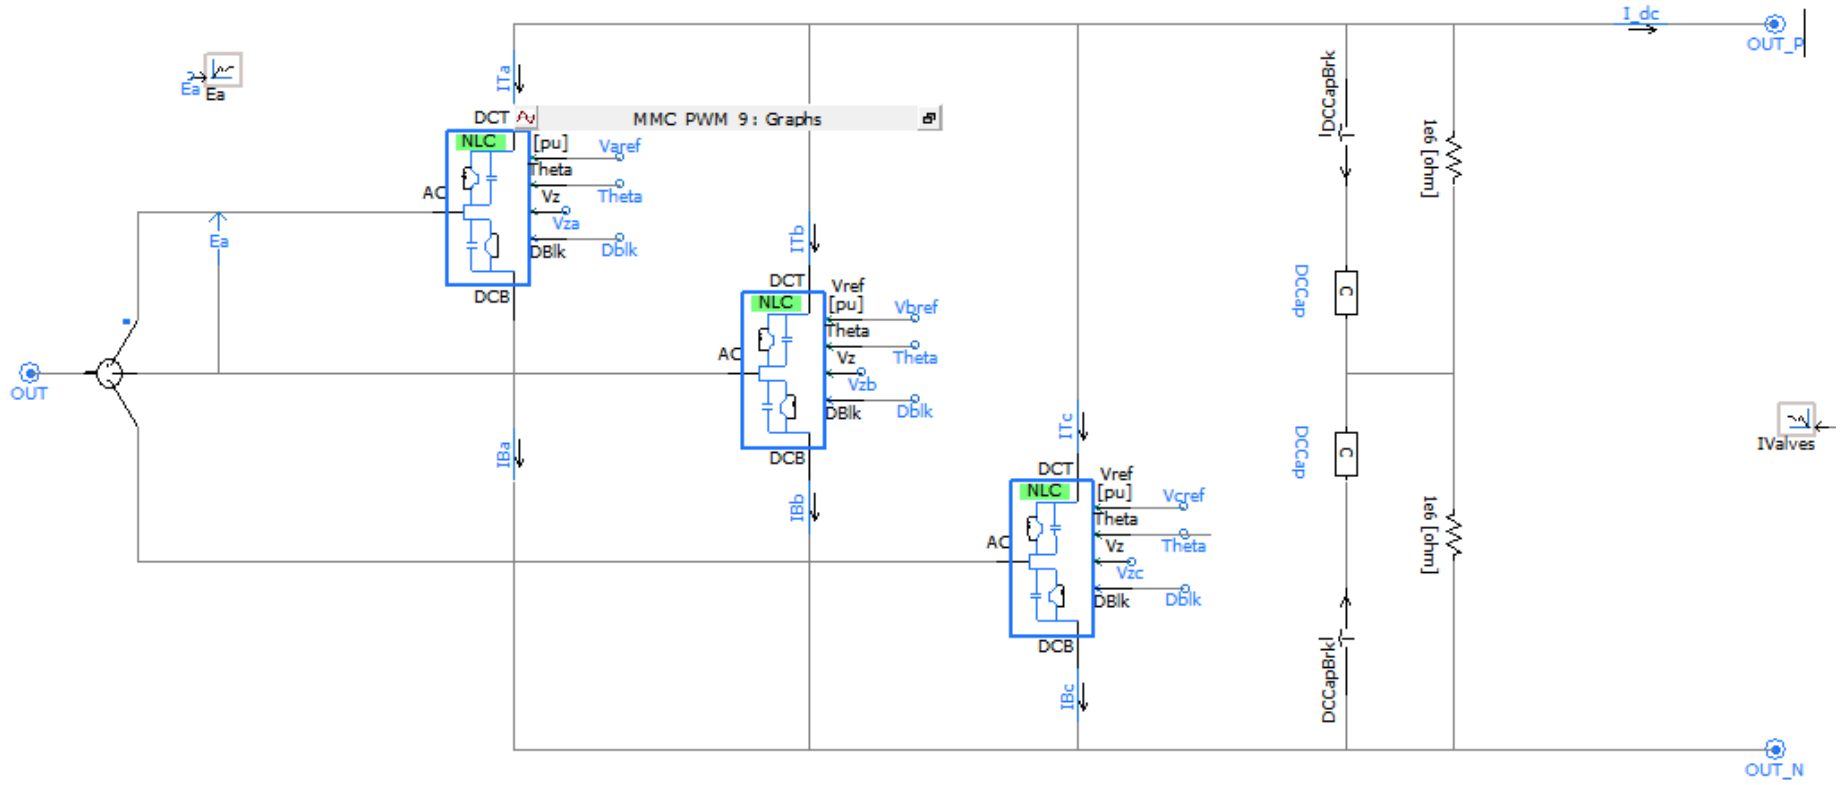 I_dc
OUT_P
Ea
Ea
ITa
DCCapBrk
DCT
MMC PWM 9: Graphs
NLC
[pu]
Varef
Theta
Theta
AC
Vz
Vza
DBlk
Dblk
Ea
1e6 [ohm]
DCB
ITb
DCT
Vref
NLC
[pu]
Vbref
Theta
Theta
AC
Vz
Vzb
DBlk
Dblk
DCCap
C
OUT
IBa
DCB
IBb
ITc
DCCap
C
IValves
DCT
Vref
NLC
[pu]
Vcref
Theta
Theta
AC
Vz
Vzc
DBlk
Dblk
1e6 [ohm]
DCB
IBc
DCCapBrk
OUT_N